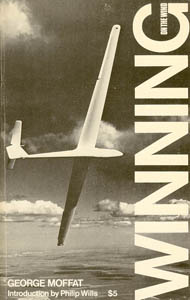 WINNING
ON THE WIND
GEORGE MOFFAT
Introduction by Philip Wills
$5